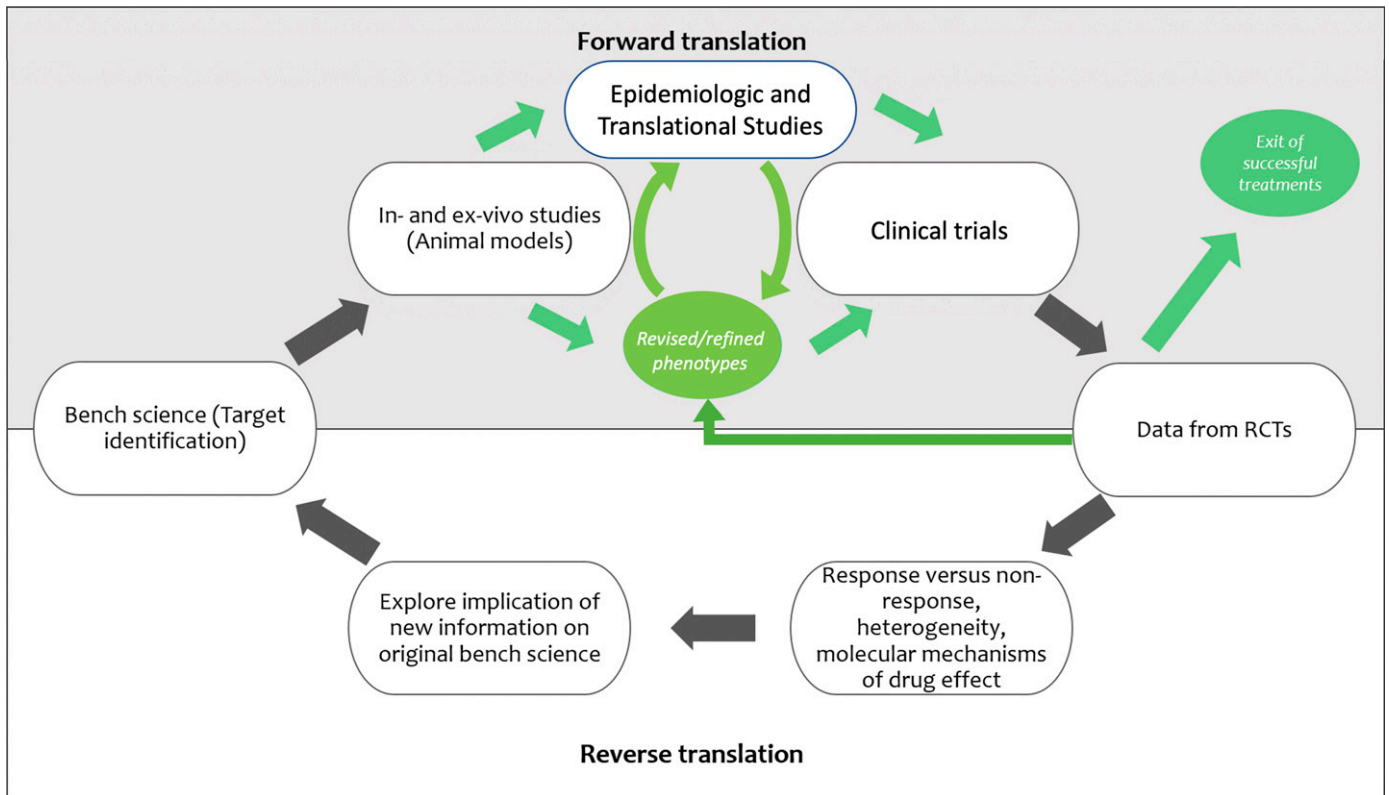 Forward translation
Epidemiologic and
Translational Studies
Exit of
successful
treatments
In- and ex-vivo studies
(Animal models)
Clinical trials
Revised/refined
phenotypes
Bench science (Target
identification)
Data from RCTs
Explore implication of
new information on
original bench science
Response versus non-
response,
heterogeneity,
molecular mechanisms
of drug effect
Reverse translation